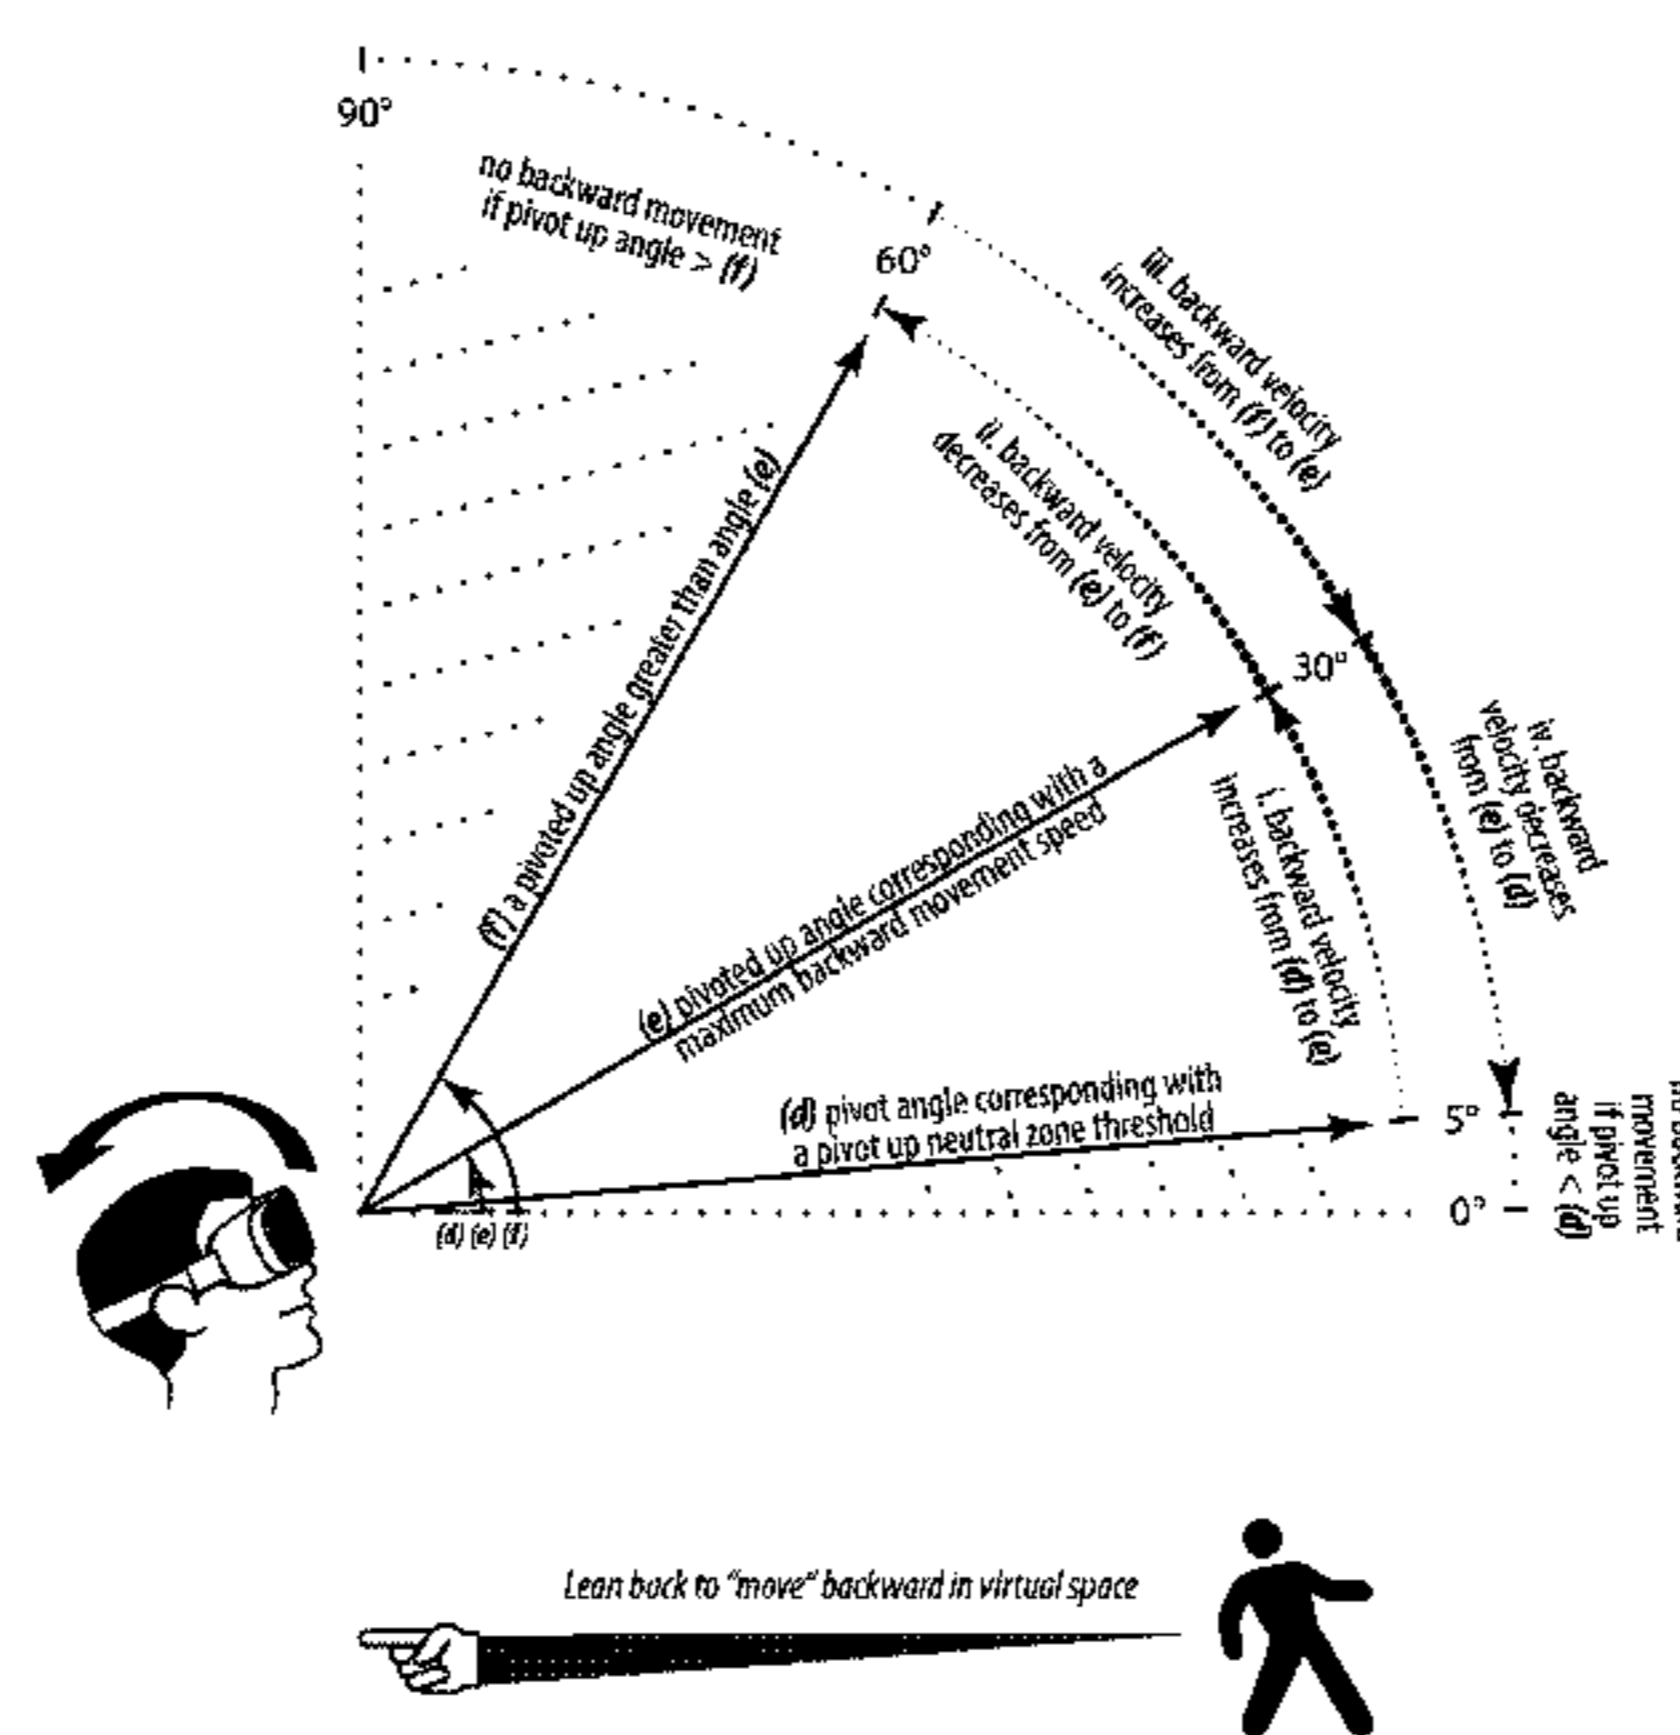 90°
no backward movement
if pivot up angle > (f)
60°
iii. backward velocity
increases from (f) to (e)
ii. backward velocity
decreases from (e) to (f)
(f) a pivoted up angle greater than angle (e)
30°
iv. backward
velocity decreases
from (e) to (d)
i. backward velocity
increases from (d) to (e)
(e) pivoted up angle corresponding with a
maximum backward movement speed
(d) pivot angle corresponding with
a pivot up neutral zone threshold
5°
0°
movement
if pivot up
angle < (d)
(d) (e) (f)
Lean back to "move" backward in virtual space